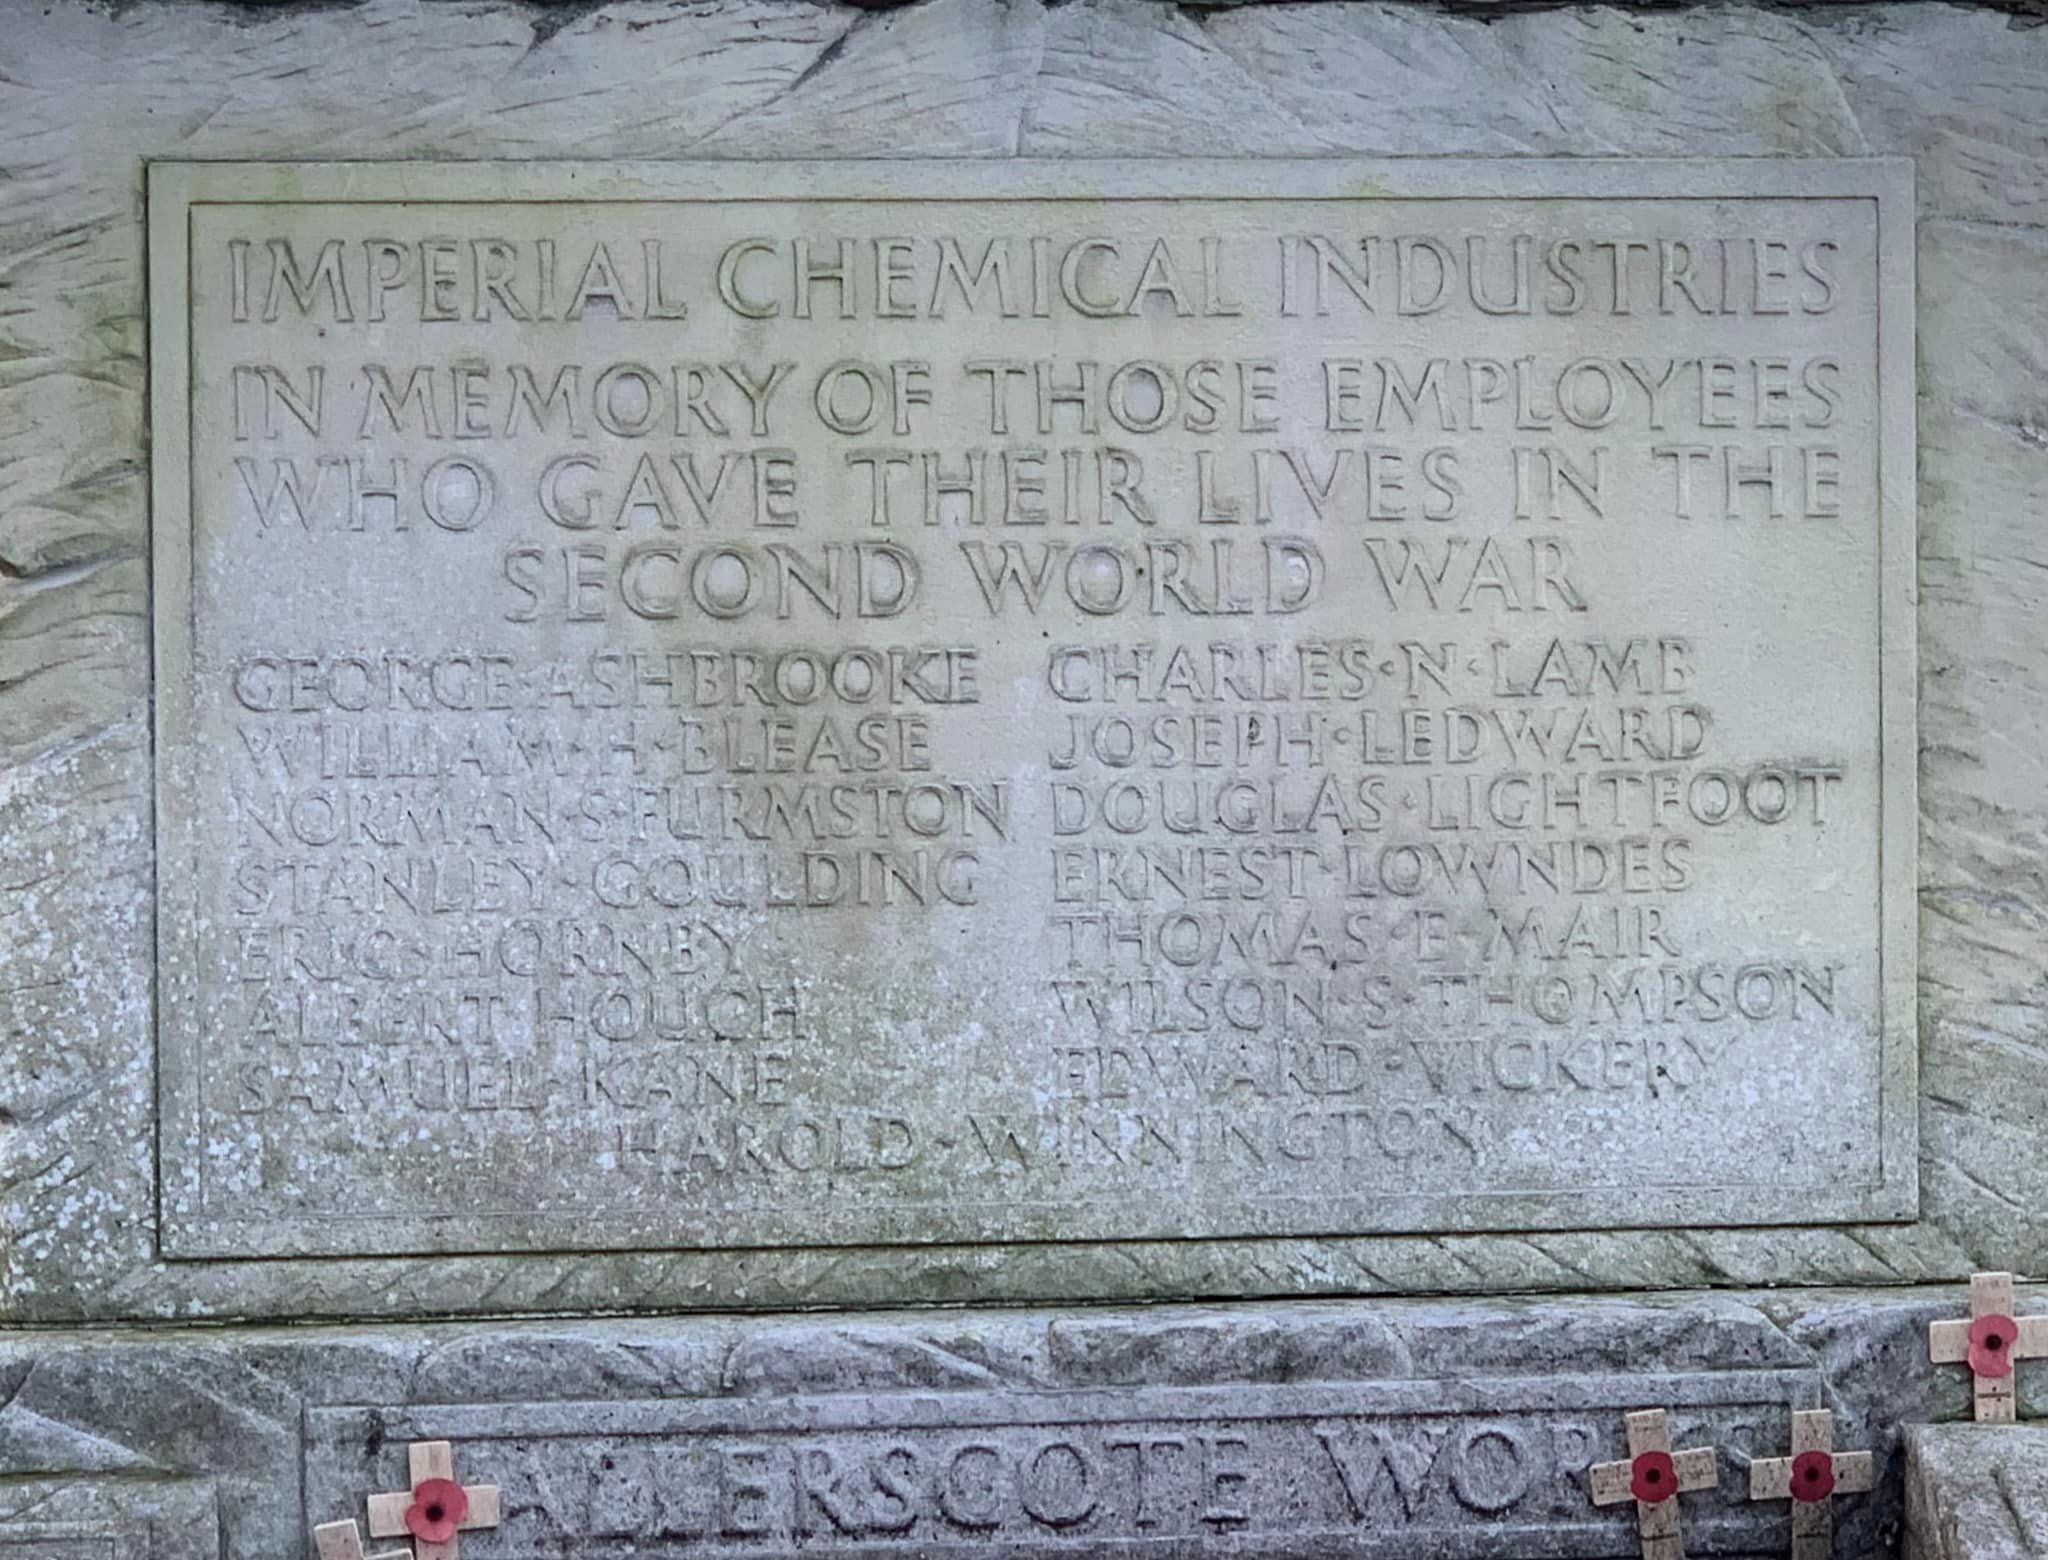 IMPERIAL CHEMICAL INDUSTRIES
IN MEMORY OF THOSE EMPLOYEES
WHO GAVE THEIR LIVES IN THE
SECOND WORLD WAR
GEORGE·ASHBROOKE
WILLIAM·H·BLEASE
NORMAN·S·FURMSTON
STANLEY·GOULDING
ERIC·HORNBY
ALBERT·HOUGH
SAMUEL·KANE
CHARLES·N·LAMB
JOSEPH·LEDWARD
DOUGLAS·LIGHTFOOT
ERNEST·LOWNDES
THOMAS·E·MAIR
WILSON·S·THOMPSON
EDWARD·VICKERY
HAROLD·WINNINGTON
ALLERSCOTE WOR